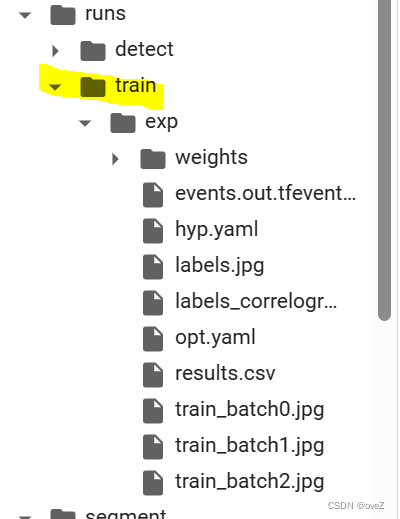 runs
detect
train
exp
weights
events.out.tfevent...
hyp.yaml
labels.jpg
labels_correlogr...
opt.yaml
results.csv
train_batch0.jpg
train_batch1.jpg
train_batch2.jpg
CSDN @oveZ
segment